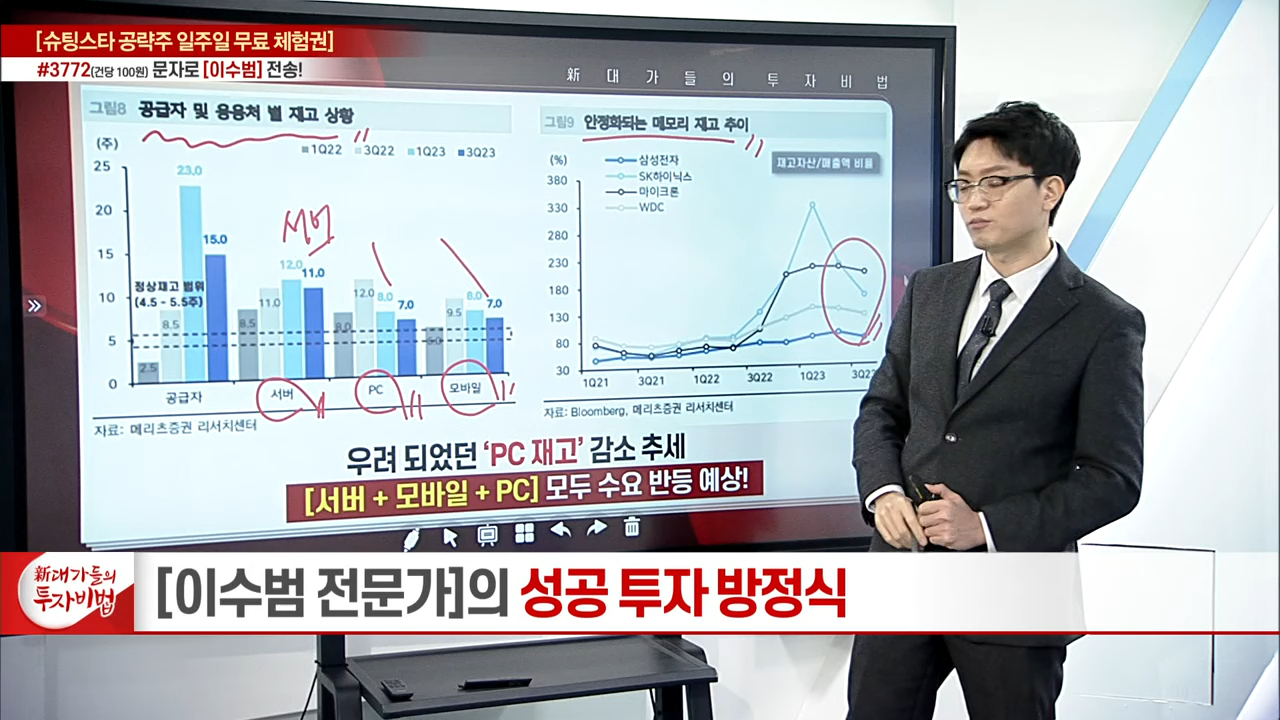 [슈팅스타 공략주 일주일 무료 체험권]
#3772(건당 100원) 문자로 [이수범] 전송!
新 대가들의 투자비법
그림8 공급자 및 응용처 별 재고 상황
(주)
1Q22 3Q22 1Q23 3Q23
25
20
15
10
5
0
23.0
15.0
정상재고 범위
(4.5 - 5.5주)
2.5
8.5
서버
8.5
11.0
12.0
11.0
8.0
12.0
8.0
7.0
6.0
9.5
8.0
7.0
공급자 서버 PC 모바일
자료: 메리츠증권 리서치센터
그림9 안정화되는 메모리 재고 추이
(%)
삼성전자
SK하이닉스
마이크론
WDC
재고자산/매출액 비율
380
330
280
230
180
130
80
30
1Q21 3Q21 1Q22 3Q22 1Q23 3Q23
자료: Bloomberg, 메리츠증권 리서치센터
우려 되었던 ‘PC 재고’ 감소 추세
[서버 + 모바일 + PC] 모두 수요 반등 예상!
新대가들의
투자비법
[이수범 전문가]의 성공 투자 방정식